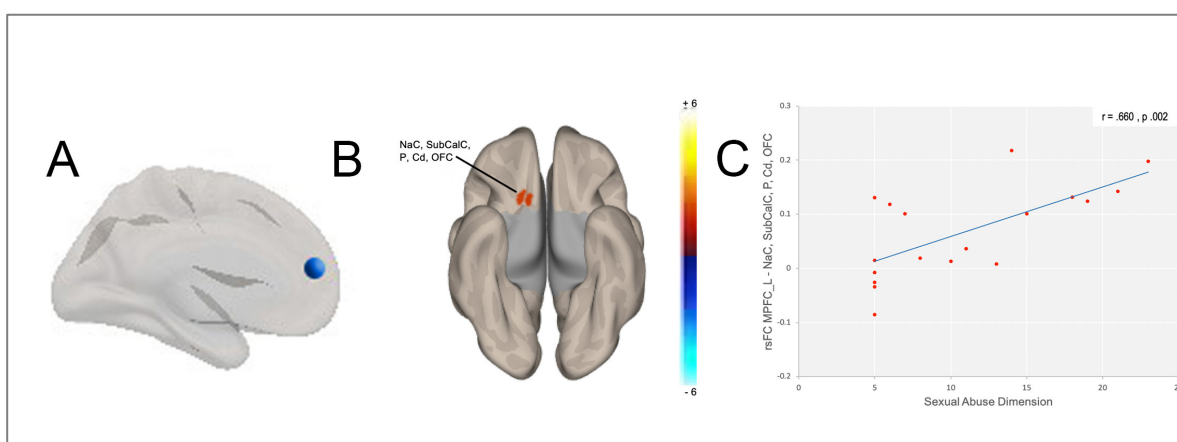 A
B
NaC, SubCalC,
P, Cd, OFC
+ 6
- 6
C
r = .660 , p .002
rsFC MPFC_L - NaC, SubCalC, P, Cd, OFC
0.3
0.2
0.1
0
-0.1
-0.2
0
5
10
15
20
Sexual Abuse Dimension